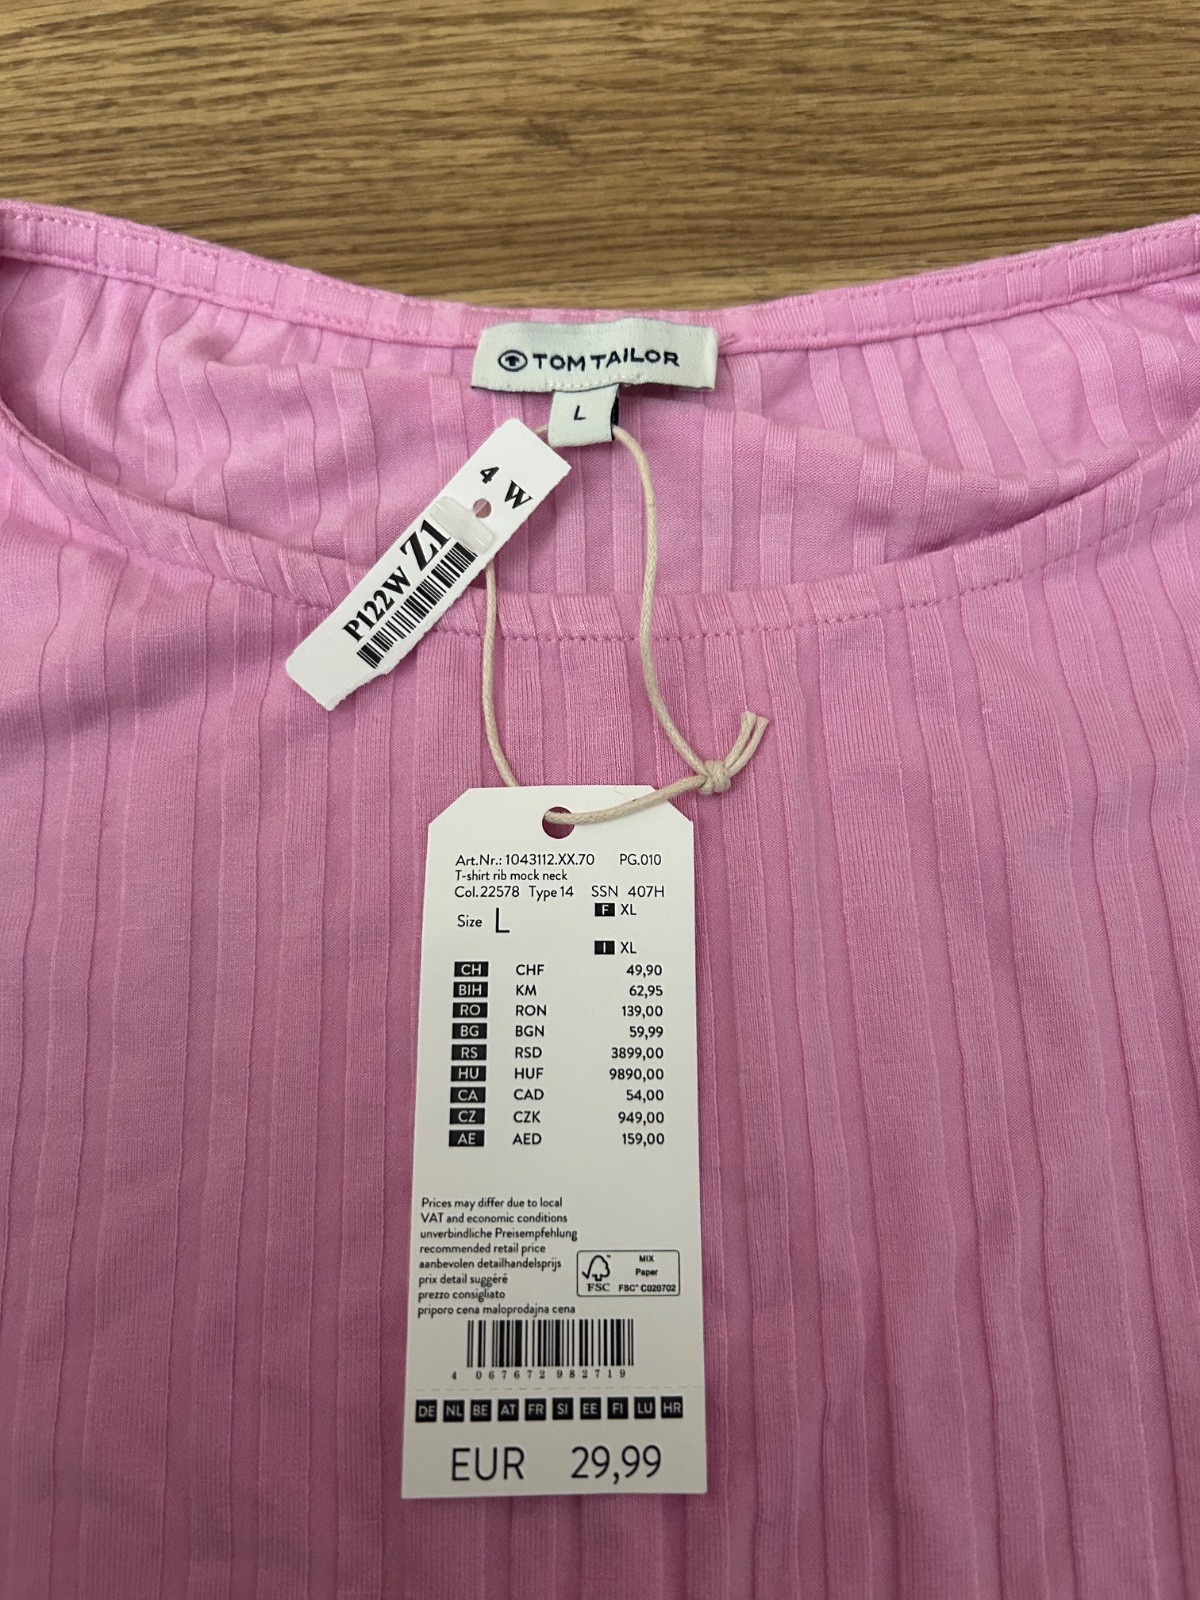 TOM TAILOR
L
4 W
P122W Z1
Art.Nr.: 1043112.XX.70 PG.010
T-shirt rib mock neck
Col.22578 Type 14 SSN 407H
Size L F XL
I XL
CH CHF 49,90
BIH KM 62,95
RO RON 139,00
BG BGN 59,99
RS RSD 3899,00
HU HUF 9890,00
CA CAD 54,00
CZ CZK 949,00
AE AED 159,00
Prices may differ due to local
VAT and economic conditions
unverbindliche Preisempfehlung
recommended retail price
aanbevolen detailhandelsprijs
prix detail suggéré
prezzo consigliato
priporo cena maloprodajna cena
FSC™
MIX
Paper
FSC™ C020702
4 067672 982719
DE NL BE AT FR SI EE FI LU HR
EUR 29,99